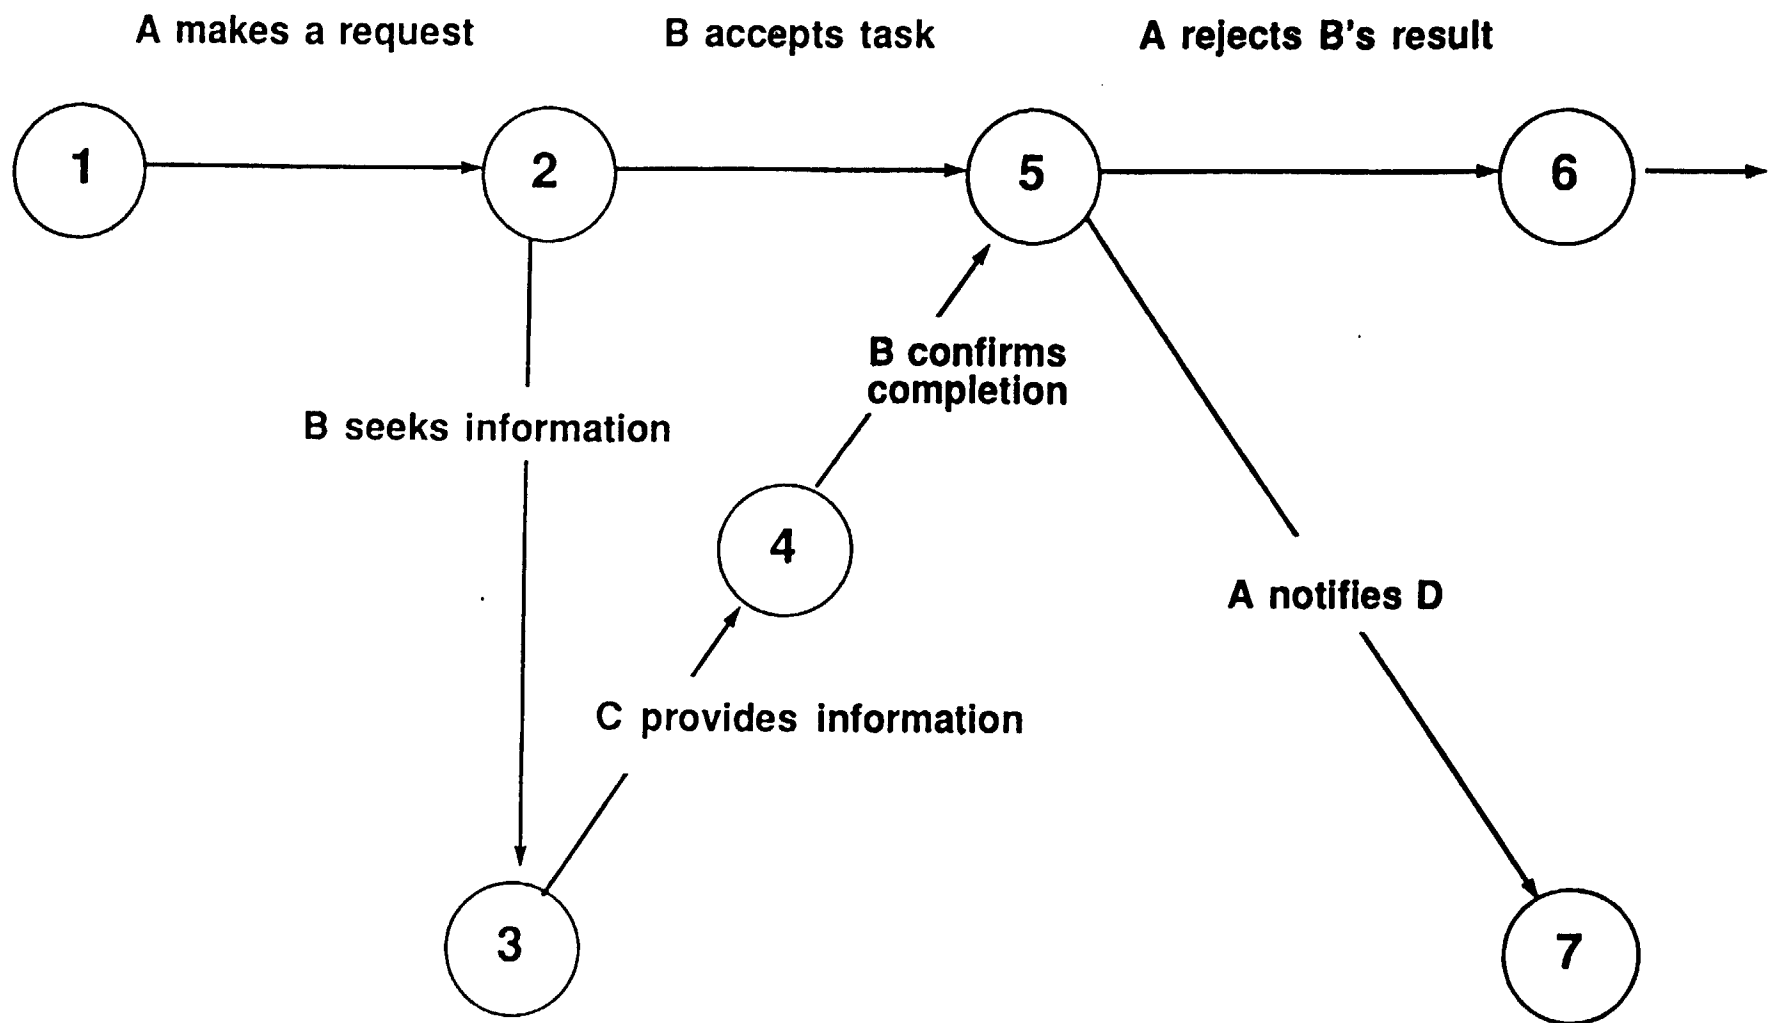 A makes a request
B accepts task
A rejects B's result
1
2
5
6
B confirms
completion
B seeks information
4
A notifies D
C provides information
3
7